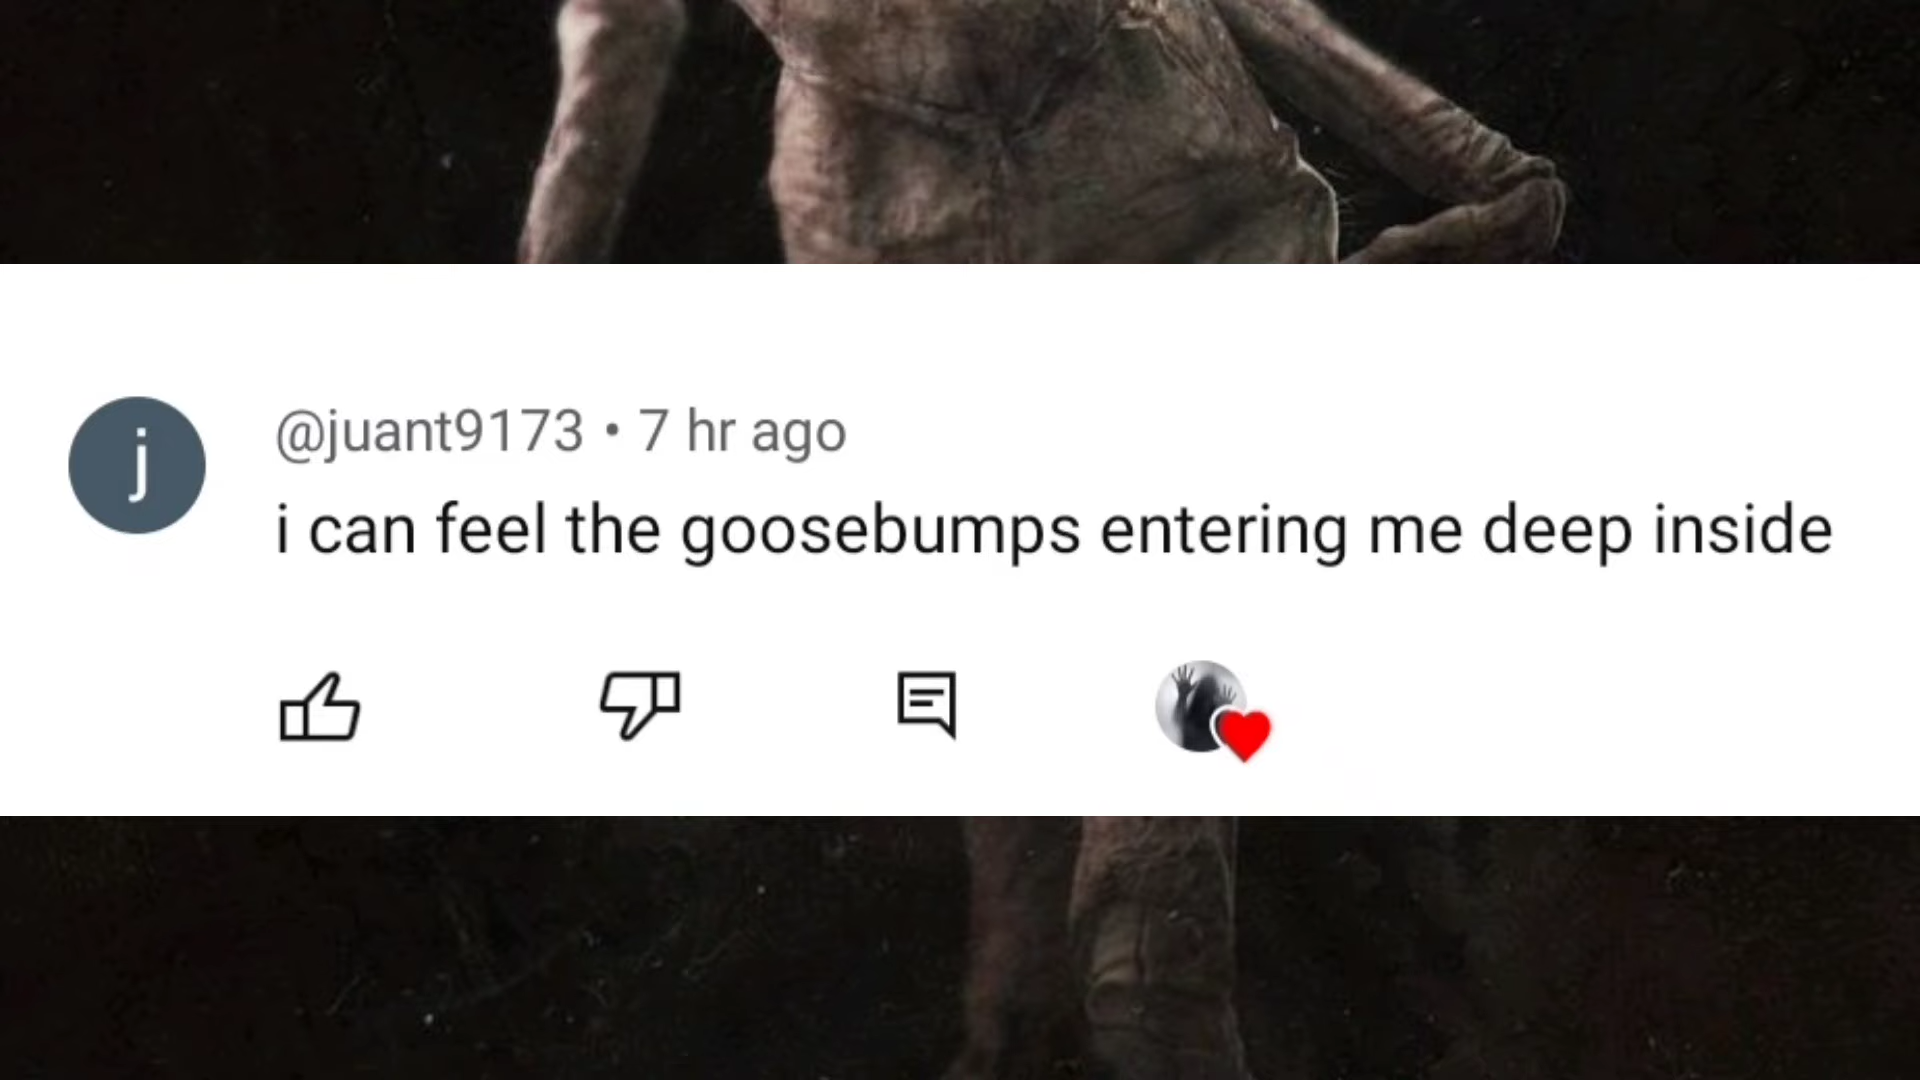 j
@juant9173 • 7 hr ago
i can feel the goosebumps entering me deep inside